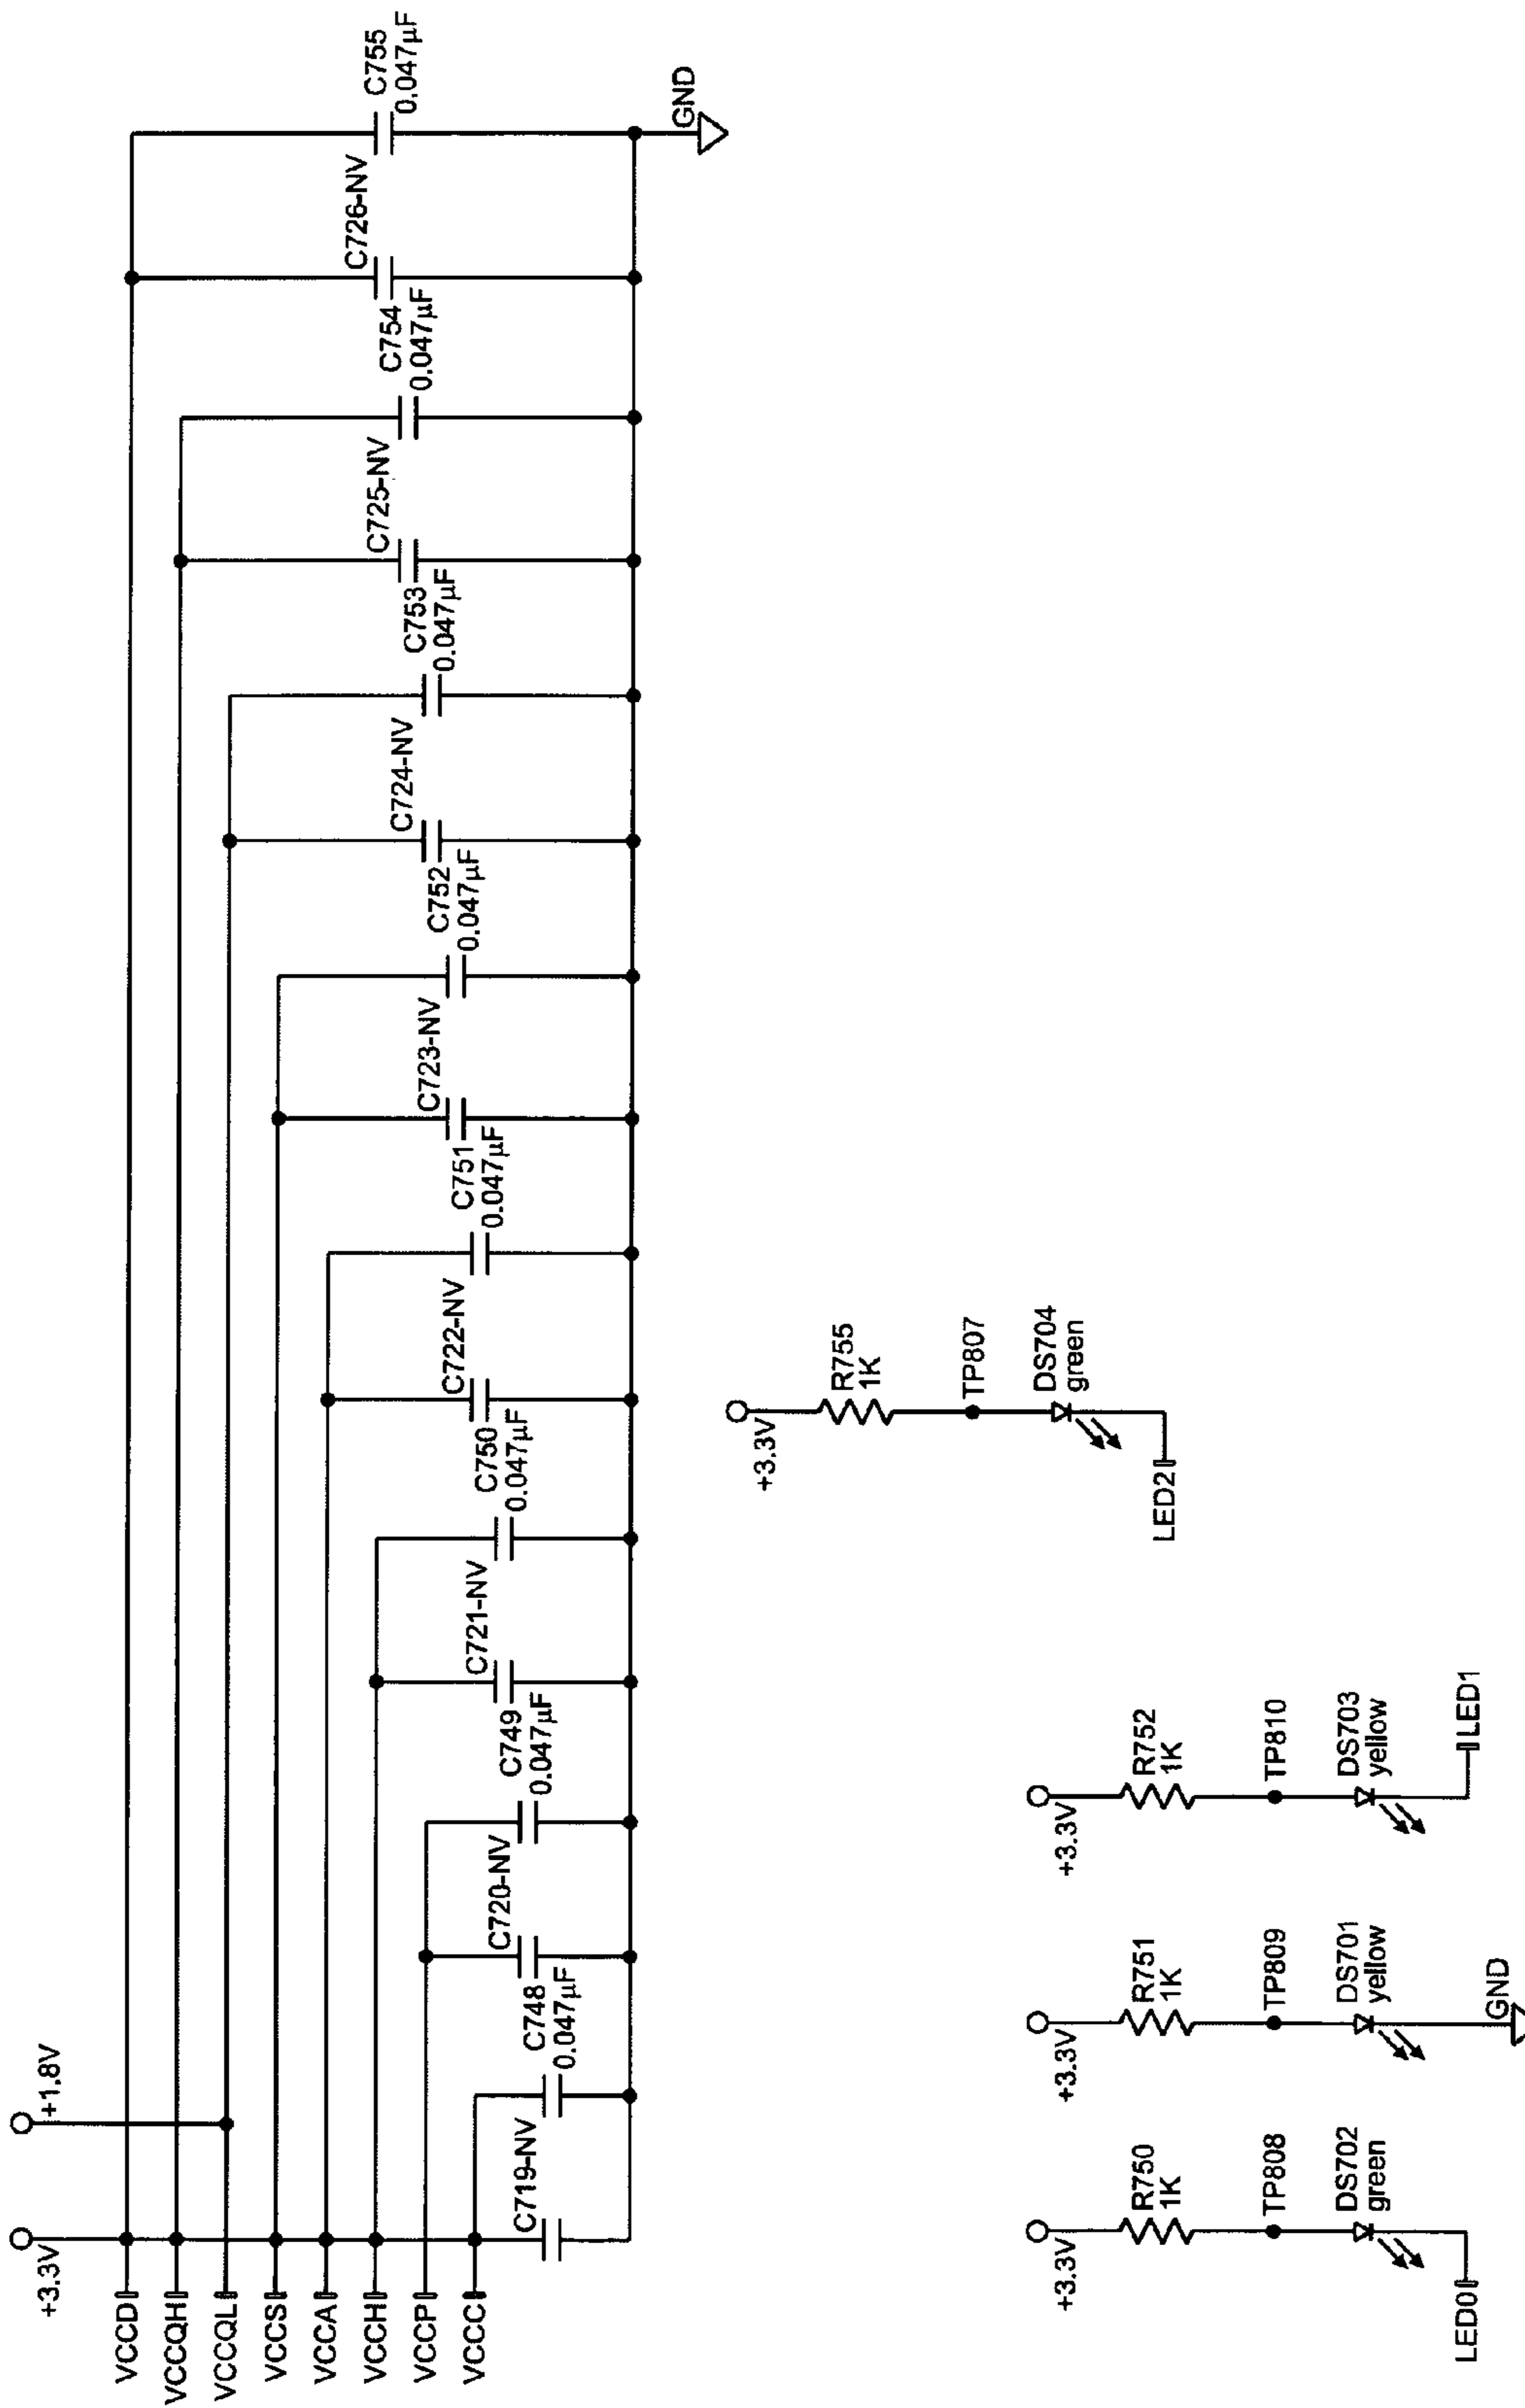 +3.3V
+1.8V
VCCD
VCCQH
VCCQL
VCCS
VCCA
VCCH
VCCP
VCCC
C719-NV
C748
0.047µF
C720-NV
C749
0.047µF
C721-NV
C750
0.047µF
C722-NV
C751
0.047µF
C723-NV
C752
0.047µF
C724-NV
C753
0.047µF
C725-NV
C754
0.047µF
C726-NV
C755
0.047µF
GND
+3.3V
R755
1K
TP807
DS704
green
LED2
+3.3V
R750
1K
TP808
DS702
green
LED0
+3.3V
R751
1K
TP809
DS701
yellow
GND
+3.3V
R752
1K
TP810
DS703
yellow
LED1